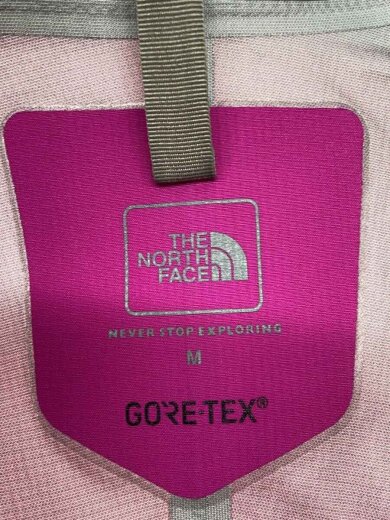 THE
NORTH
FACE
NEVER STOP EXPLORING
M
GORE-TEX®